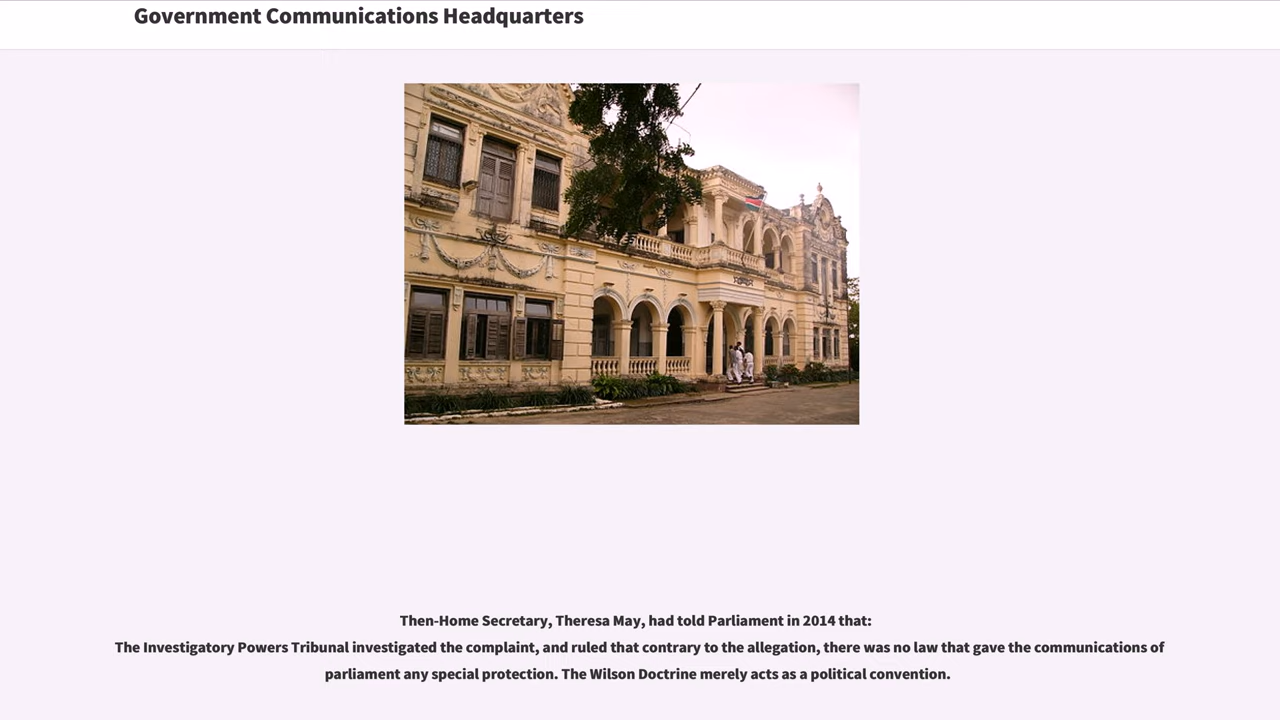 Government Communications Headquarters
Then-Home Secretary, Theresa May, had told Parliament in 2014 that:
The Investigatory Powers Tribunal investigated the complaint, and ruled that contrary to the allegation, there was no law that gave the communications of
parliament any special protection. The Wilson Doctrine merely acts as a political convention.